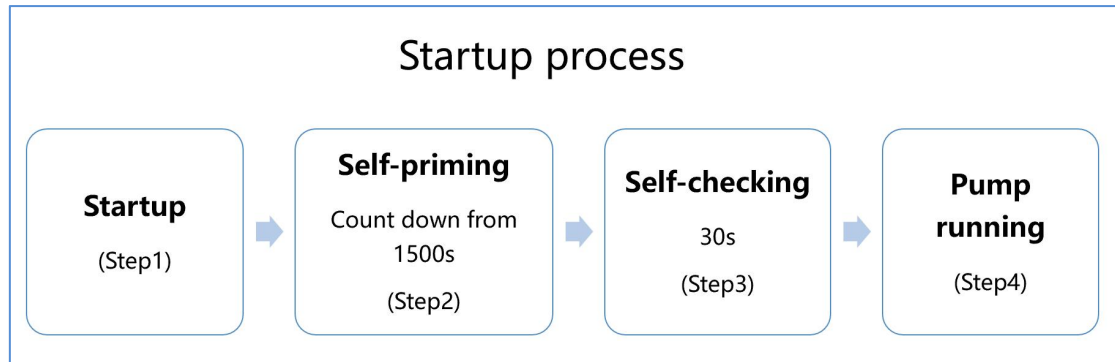 Startup process
Startup
(Step1)
Self-priming
Count down from
1500s
(Step2)
Self-checking
30s
(Step3)
Pump
running
(Step4)